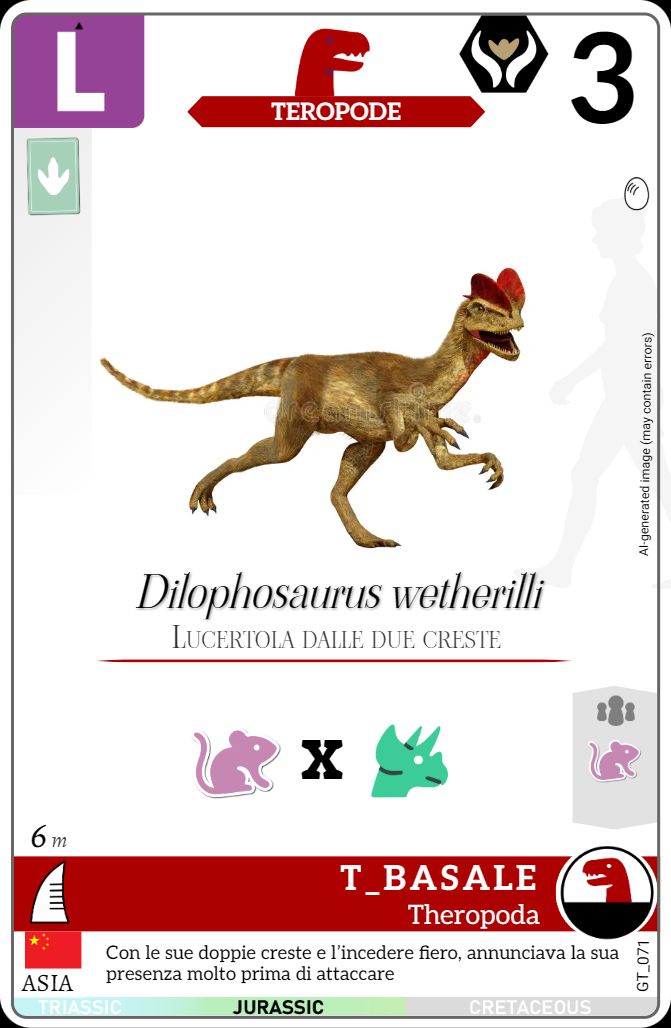 L
TEROPODE
3
AI-generated image (may contain errors)
dreamstime.
Dilophosaurus wetherilli
Lucertola dalle due creste
x
6 m
T_BASALE
Theropoda
ASIA
Con le sue doppie creste e l’incedere fiero, annunciava la sua
presenza molto prima di attaccare
GT_071
TRIASSIC
JURASSIC
CRETACEOUS